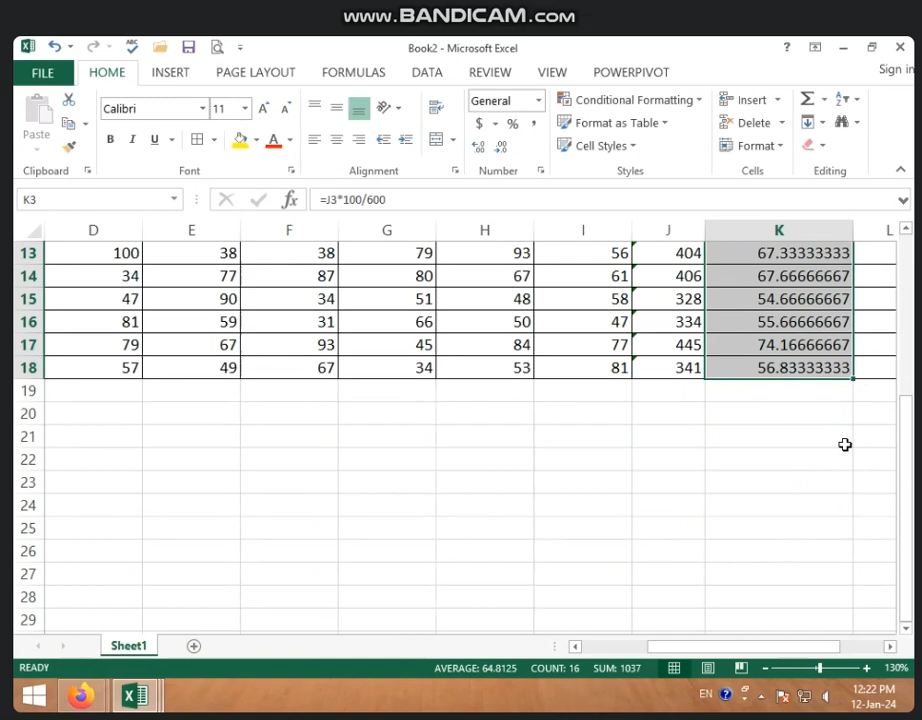 www.BANDICAM.com
Book2 - Microsoft Excel
FILE HOME INSERT PAGE LAYOUT FORMULAS DATA REVIEW VIEW POWERPIVOT Sign in
Paste Calibri 11 A A General Conditional Formatting Insert
B I U A $ % , Format as Table Delete
Cell Styles Format
Clipboard Font Alignment Number Styles Cells Editing
K3 fx =J3*100/600
D E F G H I J K L
13 100 38 38 79 93 56 404 67.33333333
14 34 77 87 80 67 61 406 67.66666667
15 47 90 34 51 48 58 328 54.66666667
16 81 59 31 66 50 47 334 55.66666667
17 79 67 93 45 84 77 445 74.16666667
18 57 49 67 34 53 81 341 56.83333333
19
20
21
22
23
24
25
26
27
28
29
Sheet1
READY AVERAGE: 64.8125 COUNT: 16 SUM: 1037 130%
EN 12:22 PM
12-Jan-24